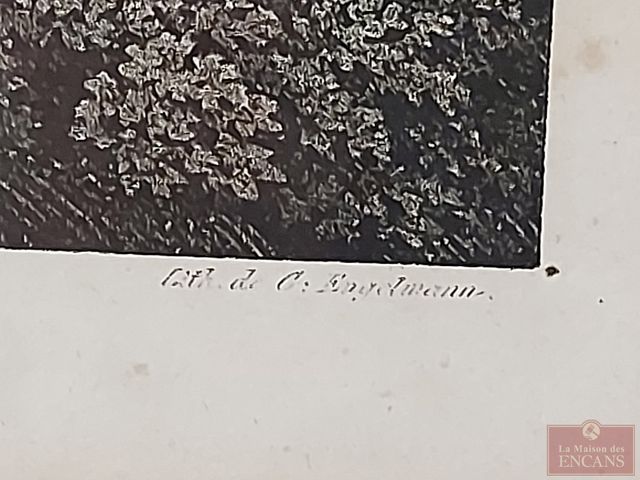 Lith. de C. Engelmann.
La Maison des
ENCANS